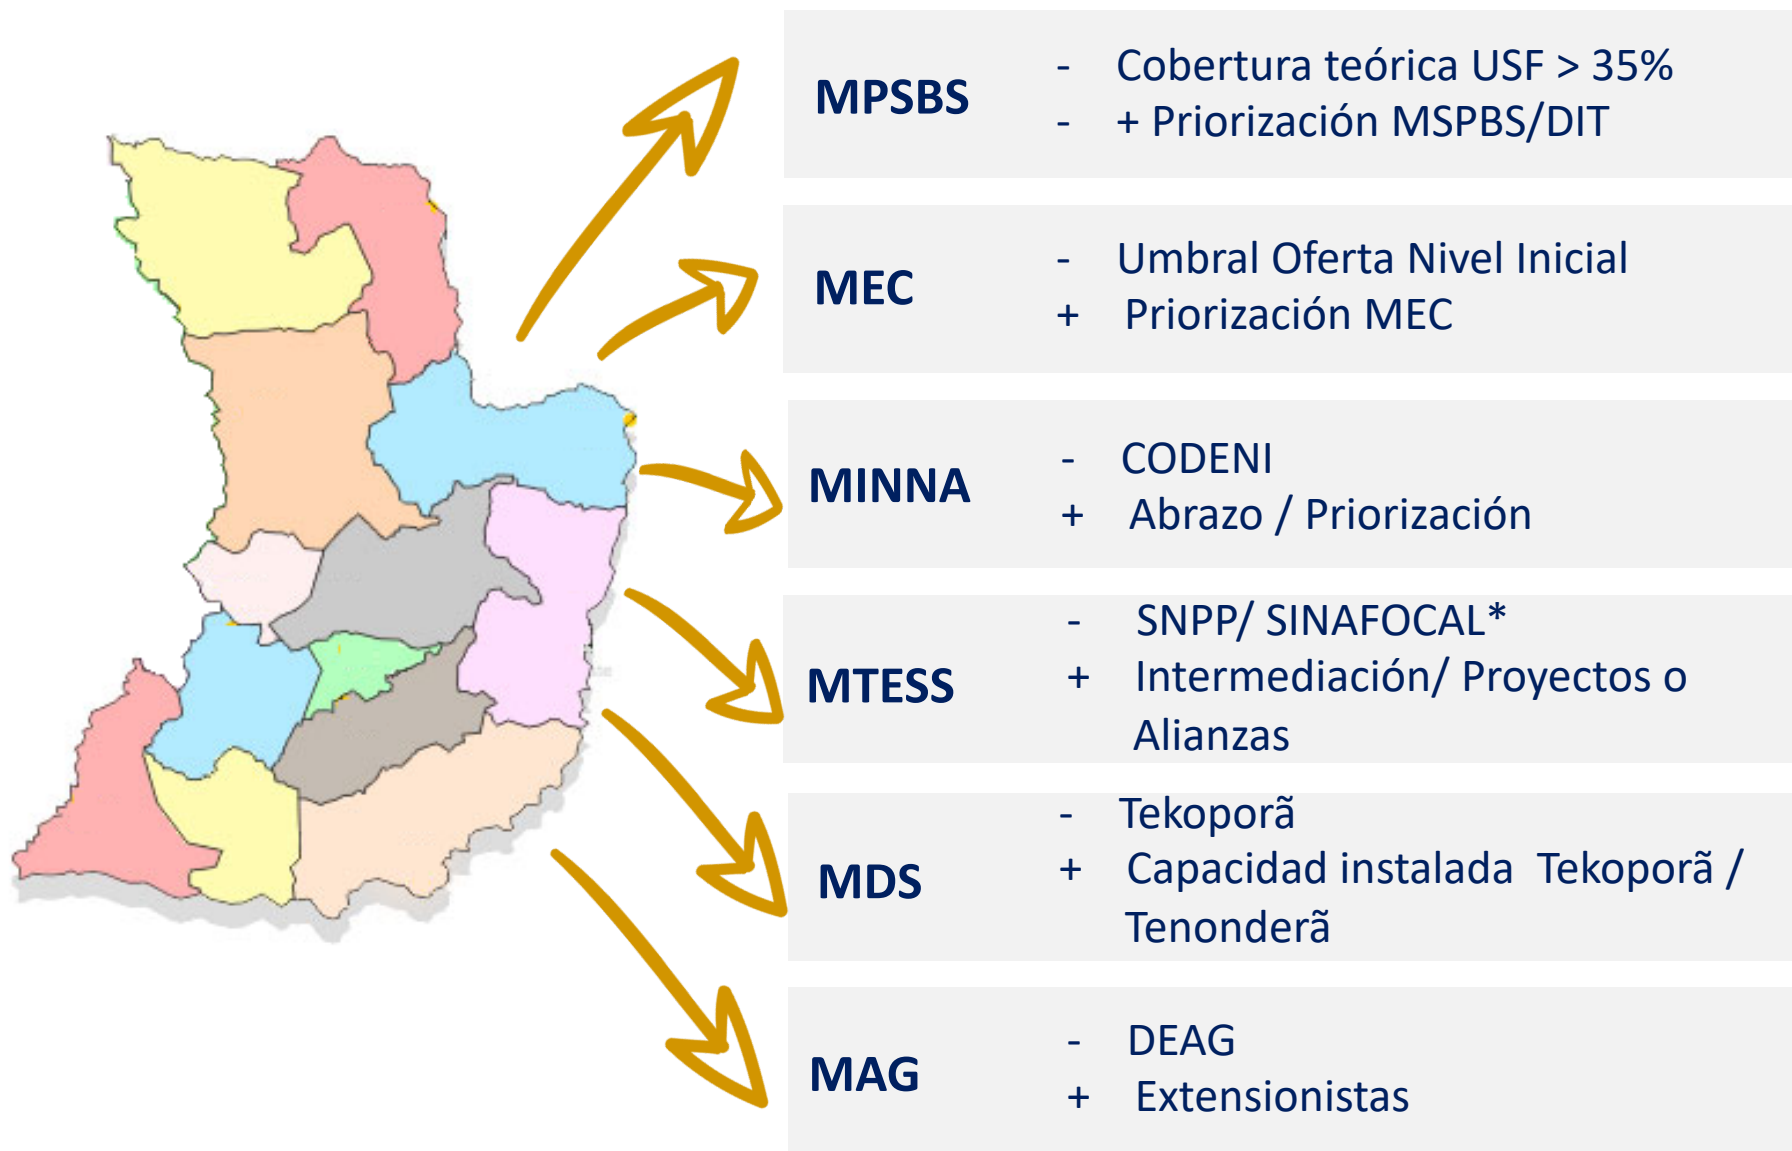 MPSBS
- Cobertura teórica USF > 35%
- + Priorización MSPBS/DIT
MEC
- Umbral Oferta Nivel Inicial
+ Priorización MEC
MINNA
- CODENI
+ Abrazo / Priorización
MTESS
- SNPP/ SINAFOCAL*
+ Intermediación/ Proyectos o
Alianzas
MDS
- Tekoporã
+ Capacidad instalada Tekoporã /
Tenonderã
MAG
- DEAG
+ Extensionistas